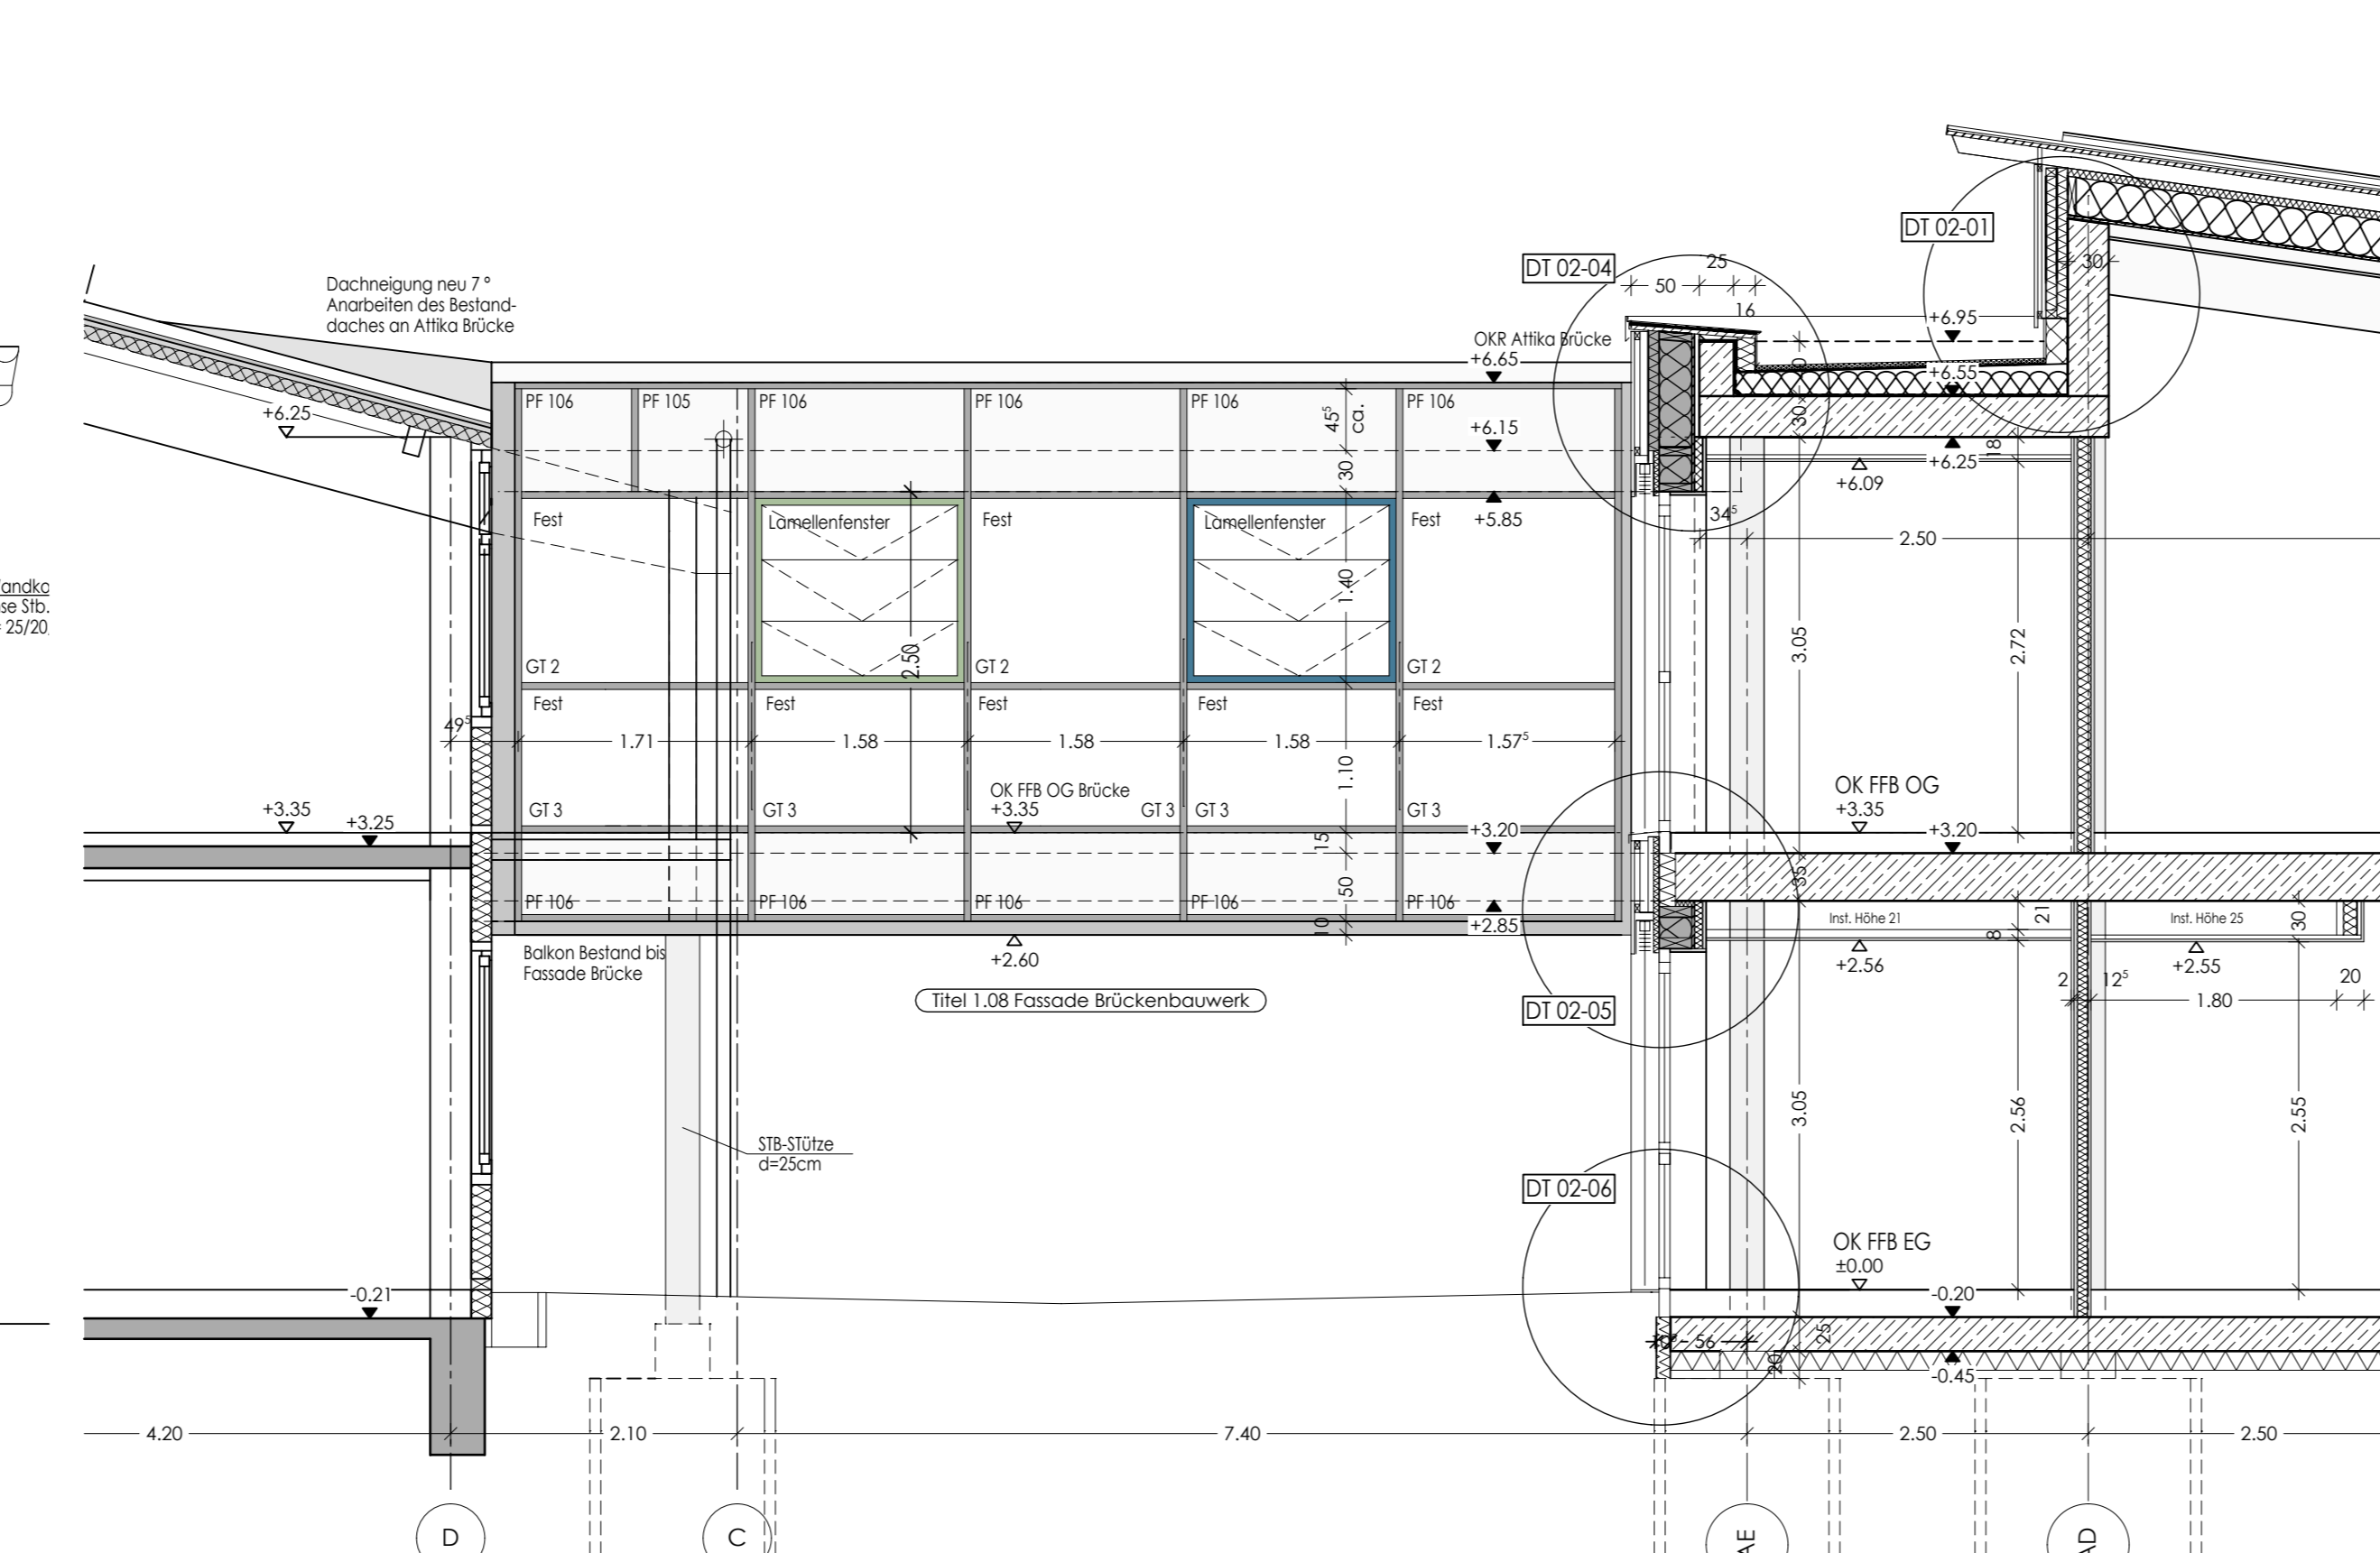 DT 02-01
DT 02-04
25
50
16
30
Dachneigung neu 7 °
Anarbeiten des Bestand-
daches an Attika Brücke
OKR Attika Brücke
+6.65
+6.95
+6.55
30
+6.25
PF 106
PF 105
PF 106
PF 106
PF 106
PF 106
45⁵
ca.
+6.15
30
18
+6.25
+6.09
Fest
Lamellenfenster
Fest
Lamellenfenster
Fest
+5.85
34⁵
2.50
se Stb.
25/20
1.40
2.50
3.05
2.72
GT 2
GT 2
GT 2
Fest
Fest
Fest
Fest
Fest
49⁵
1.71
1.58
1.58
1.58
1.57⁵
1.10
OK FFB OG Brücke
+3.35
OK FFB OG
+3.35
GT 3
GT 3
GT 3
GT 3
GT 3
+3.35
+3.25
+3.20
+3.20
15
50
35
10
PF 106
PF 106
PF 106
PF 106
PF 106
+2.85
Inst. Höhe 21
21
Inst. Höhe 25
30
8
Balkon Bestand bis
Fassade Brücke
+2.60
+2.56
+2.55
2
12⁵
20
1.80
Titel 1.08 Fassade Brückenbauwerk
DT 02-05
3.05
2.56
2.55
STB-STütze
d=25cm
DT 02-06
OK FFB EG
±0.00
-0.21
-0.20
56
25
20
-0.45
4.20
2.10
7.40
2.50
2.50
D
C
AE
AD